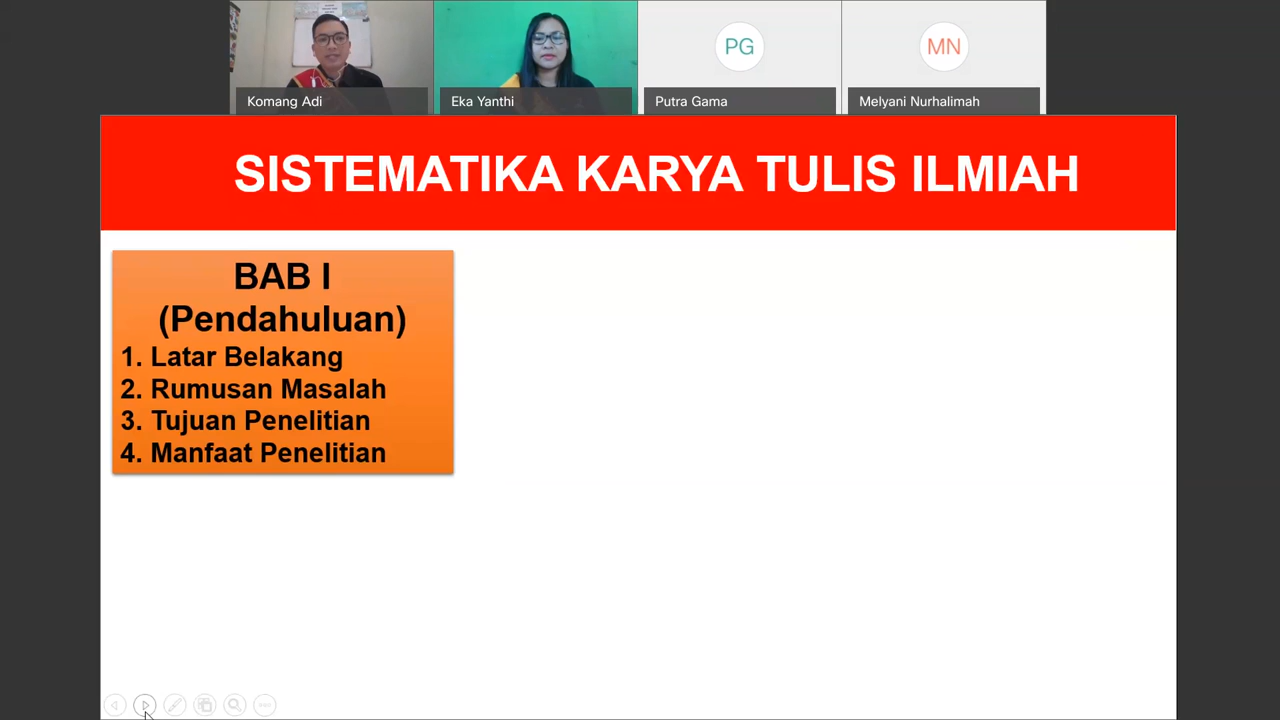 Komang Adi
Eka Yanthi
PG
Putra Gama
MN
Melyani Nurhalimah
SISTEMATIKA KARYA TULIS ILMIAH
BAB I
(Pendahuluan)
1. Latar Belakang
2. Rumusan Masalah
3. Tujuan Penelitian
4. Manfaat Penelitian